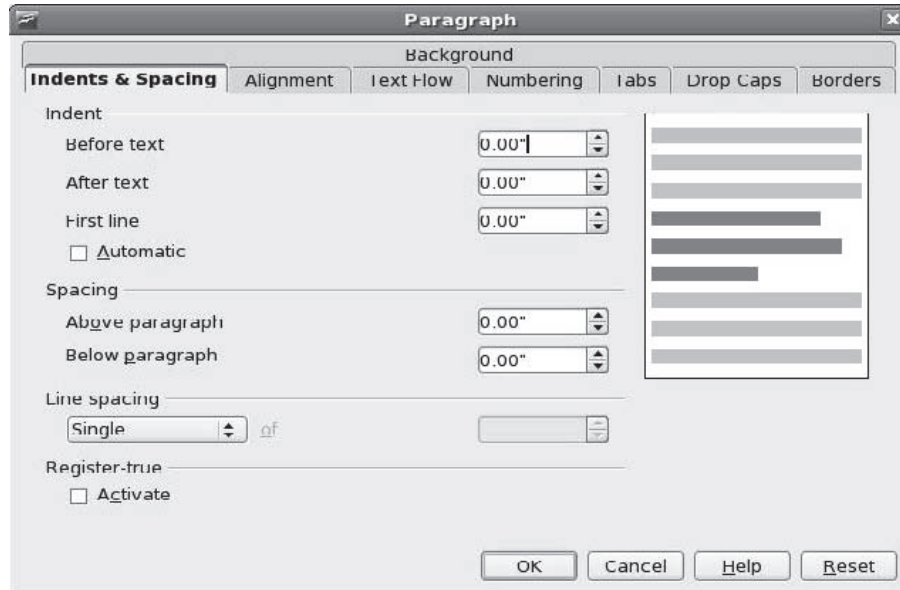 Paragraph
Background
Indents & Spacing Alignment Text Flow Numbering Tabs Drop Caps Borders
Indent
Before text 0.00"
After text 0.00"
First line 0.00"
Automatic
Spacing
Above paragraph 0.00"
Below paragraph 0.00"
Line spacing
Single of
Register-true
Activate
OK Cancel Help Reset